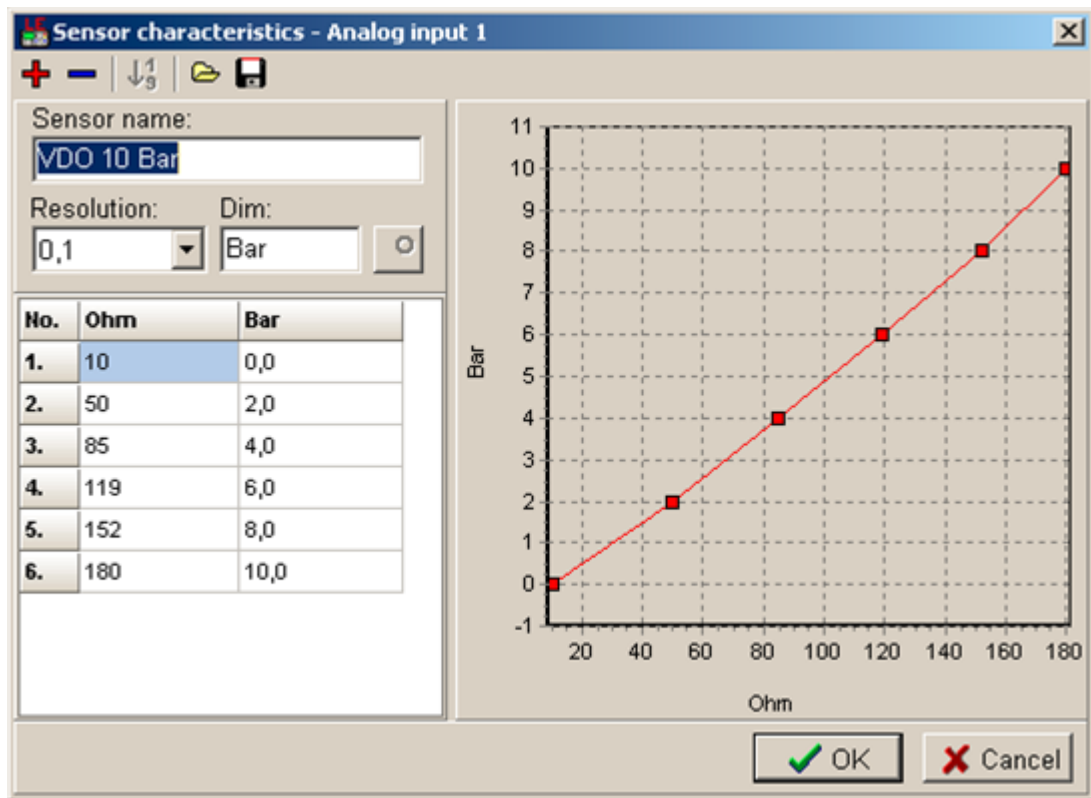 Sensor characteristics - Analog input 1
Sensor name:
VDO 10 Bar
Resolution: Dim:
0,1 Bar
No. Ohm Bar
1. 10 0,0
2. 50 2,0
3. 85 4,0
4. 119 6,0
5. 152 8,0
6. 180 10,0
11
10
9
8
7
6
5
4
3
2
1
0
-1
Bar
20 40 60 80 100 120 140 160 180
Ohm
OK Cancel